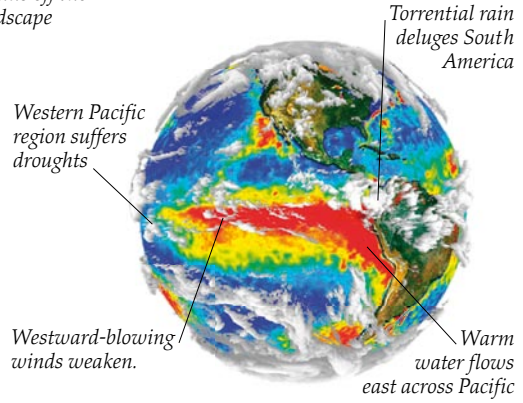 dscape
Torrential rain
deluges South
America
Western Pacific
region suffers
droughts
Westward-blowing
winds weaken.
Warm
water flows
east across Pacific